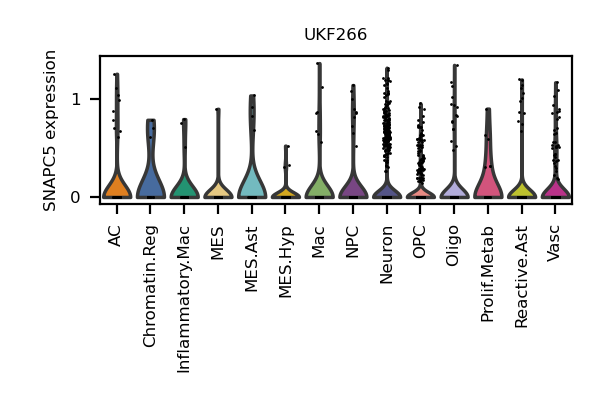 UKF266
SNAPC5 expression
1
0
AC
Chromatin.Reg
Inflammatory.Mac
MES
MES.Ast
MES.Hyp
Mac
NPC
Neuron
OPC
Oligo
Prolif.Metab
Reactive.Ast
Vasc